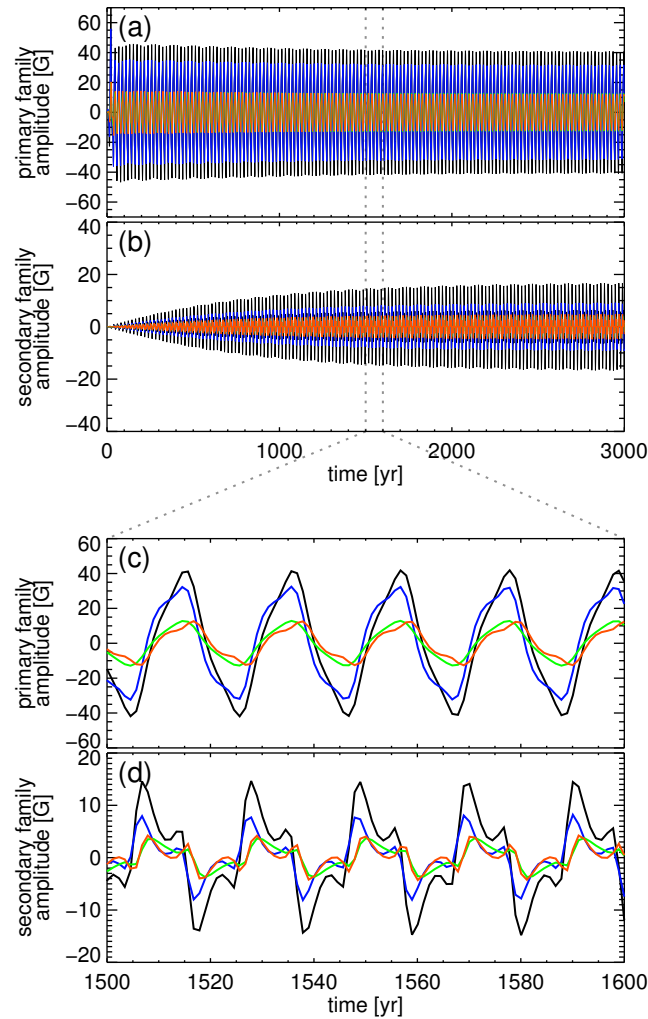 60
40
20
0
−20
−40
−60
(a)
primary family
amplitude [G]
40
20
0
−20
−40
(b)
secondary family
amplitude [G]
0 1000 2000 3000
time [yr]
60
40
20
0
−20
−40
−60
(c)
primary family
amplitude [G]
20
10
0
−10
−20
(d)
secondary family
amplitude [G]
1500 1520 1540 1560 1580 1600
time [yr]